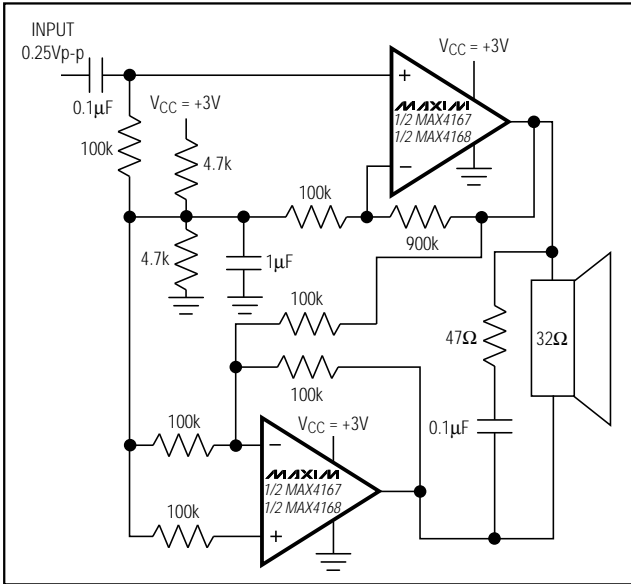 INPUT
0.25Vp-p
0.1µF
VCC = +3V
100k
4.7k
4.7k
1µF
100k
900k
VCC = +3V
+
MAXIM
1/2 MAX4167
1/2 MAX4168
−
100k
100k
47Ω
32Ω
0.1µF
100k
100k
VCC = +3V
−
MAXIM
1/2 MAX4167
1/2 MAX4168
+